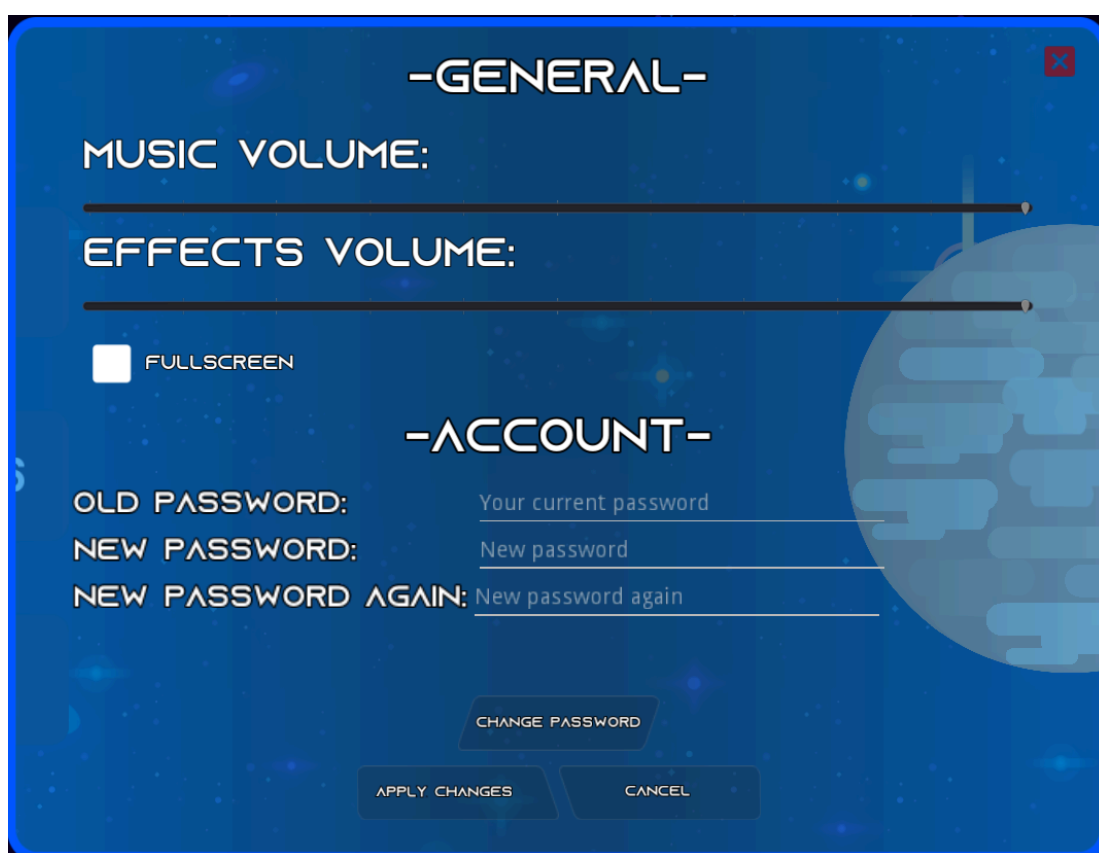 -GENERAL-
MUSIC VOLUME:
EFFECTS VOLUME:
FULLSCREEN
-ACCOUNT-
OLD PASSWORD: Your current password
NEW PASSWORD: New password
NEW PASSWORD AGAIN: New password again
CHANGE PASSWORD
APPLY CHANGES CANCEL